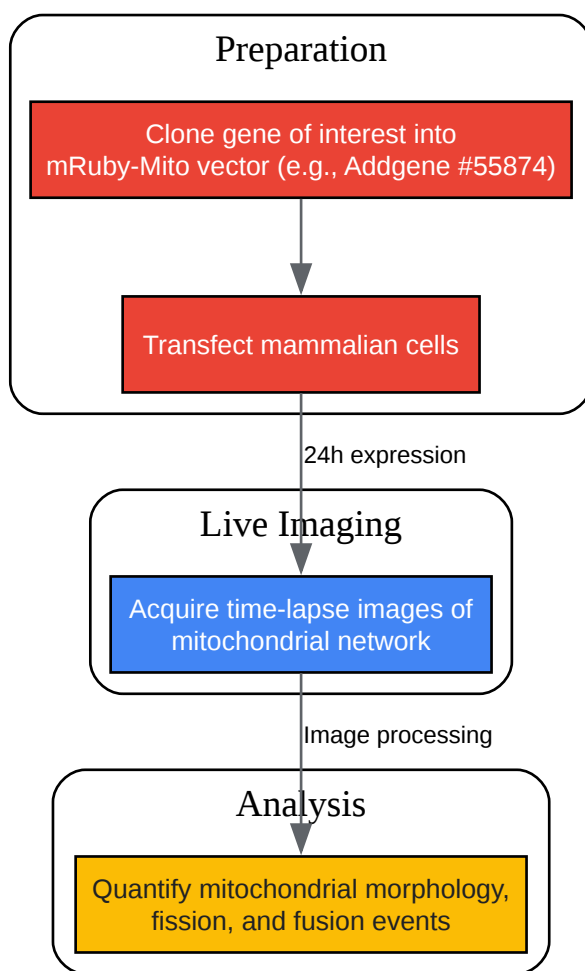 Preparation
Clone gene of interest into
mRuby-Mito vector (e.g., Addgene #55874)
Transfect mammalian cells
24h expression
Live Imaging
Acquire time-lapse images of
mitochondrial network
Image processing
Analysis
Quantify mitochondrial morphology,
fission, and fusion events